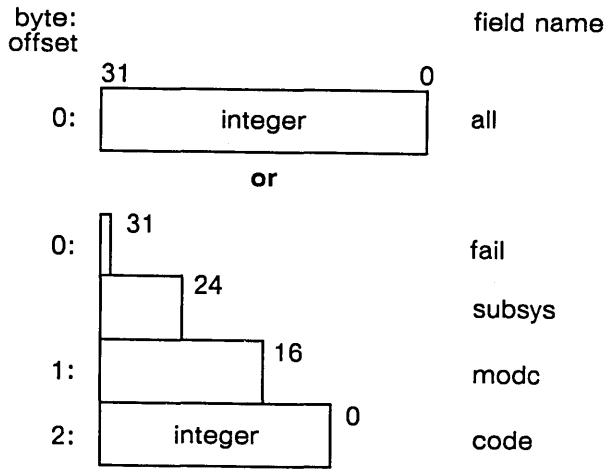 byte: field name
offset
31 0
0: integer all
or
0: 31 fail
24 subsys
1: 16 modc
2: integer 0 code